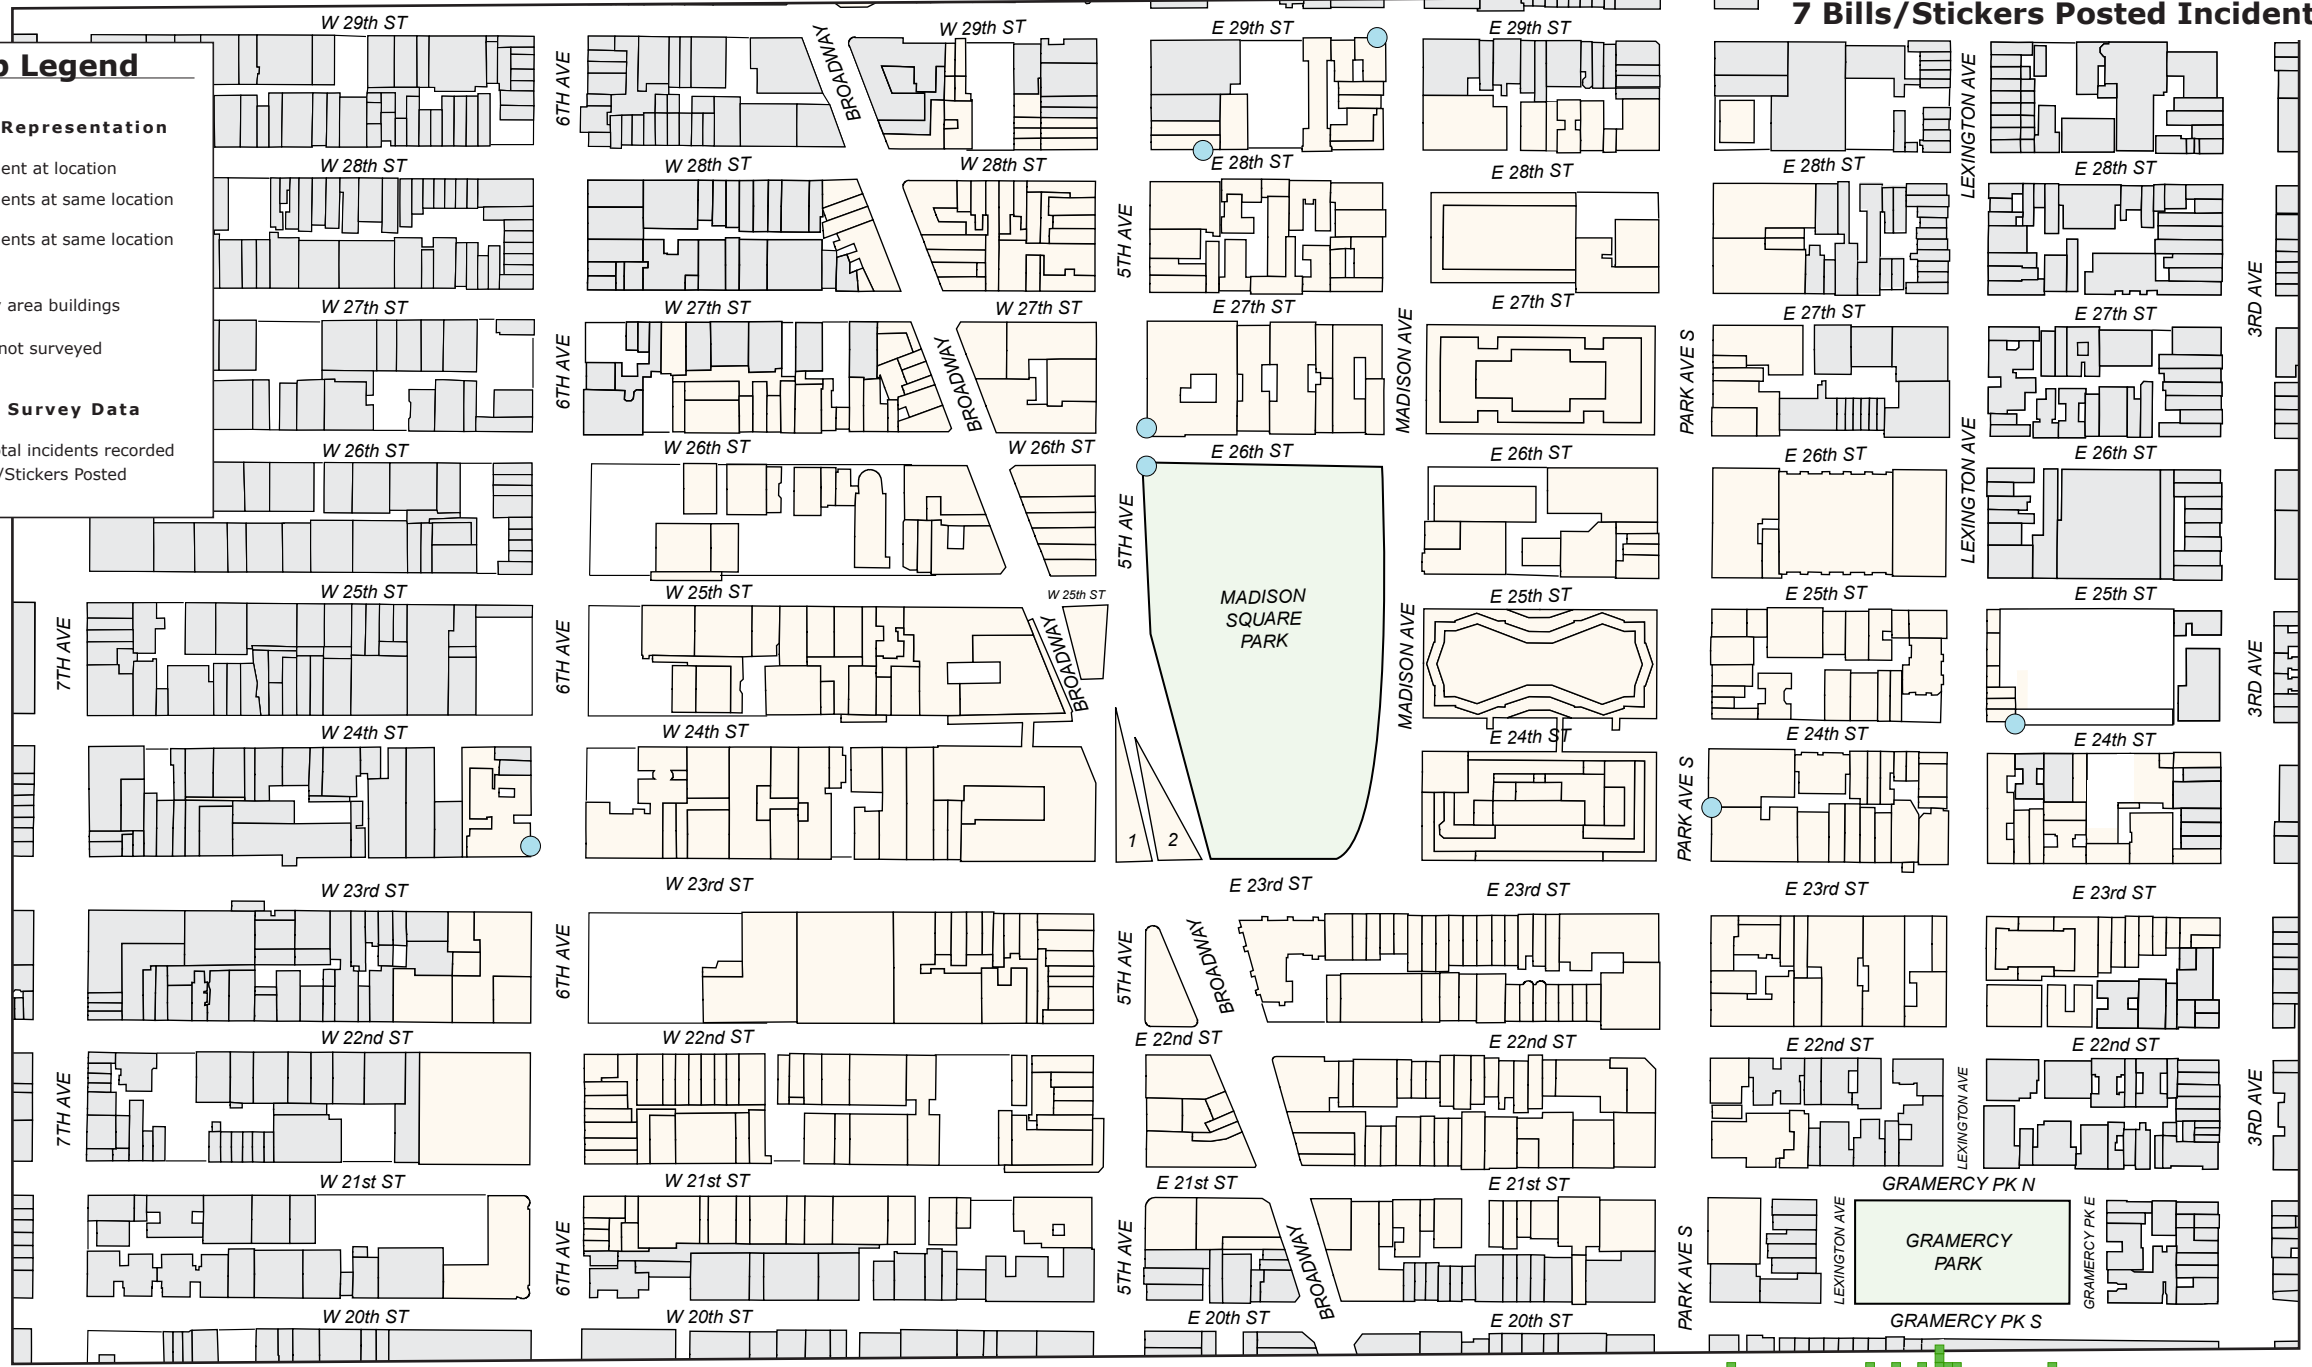 7 Bills/Stickers Posted Incident
Legend
Representation
ent at location
ents at same location
ents at same location
area buildings
not surveyed
Survey Data
tal incidents recorded
/Stickers Posted
W 29th ST
W 29th ST
E 29th ST
E 29th ST
BROADWAY
6TH AVE
LEXINGTON AVE
W 28th ST
W 28th ST
W 28th ST
E 28th ST
E 28th ST
E 28th ST
E 28th ST
5TH AVE
3RD AVE
W 27th ST
W 27th ST
W 27th ST
E 27th ST
E 27th ST
E 27th ST
E 27th ST
6TH AVE
BROADWAY
MADISON AVE
PARK AVE S
LEXINGTON AVE
W 26th ST
W 26th ST
W 26th ST
E 26th ST
E 26th ST
E 26th ST
E 26th ST
5TH AVE
MADISON
SQUARE
PARK
W 25th ST
W 25th ST
W 25th ST
E 25th ST
E 25th ST
E 25th ST
7TH AVE
6TH AVE
BROADWAY
MADISON AVE
3RD AVE
W 24th ST
W 24th ST
E 24th ST
E 24th ST
E 24th ST
PARK AVE S
1
2
W 23rd ST
W 23rd ST
E 23rd ST
E 23rd ST
E 23rd ST
E 23rd ST
6TH AVE
5TH AVE
BROADWAY
W 22nd ST
W 22nd ST
E 22nd ST
E 22nd ST
E 22nd ST
E 22nd ST
7TH AVE
LEXINGTON AVE
3RD AVE
W 21st ST
W 21st ST
E 21st ST
E 21st ST
GRAMERCY PK N
6TH AVE
5TH AVE
BROADWAY
PARK AVE S
LEXINGTON AVE
GRAMERCY
PARK
GRAMERCY PK E
W 20th ST
W 20th ST
E 20th ST
E 20th ST
GRAMERCY PK S